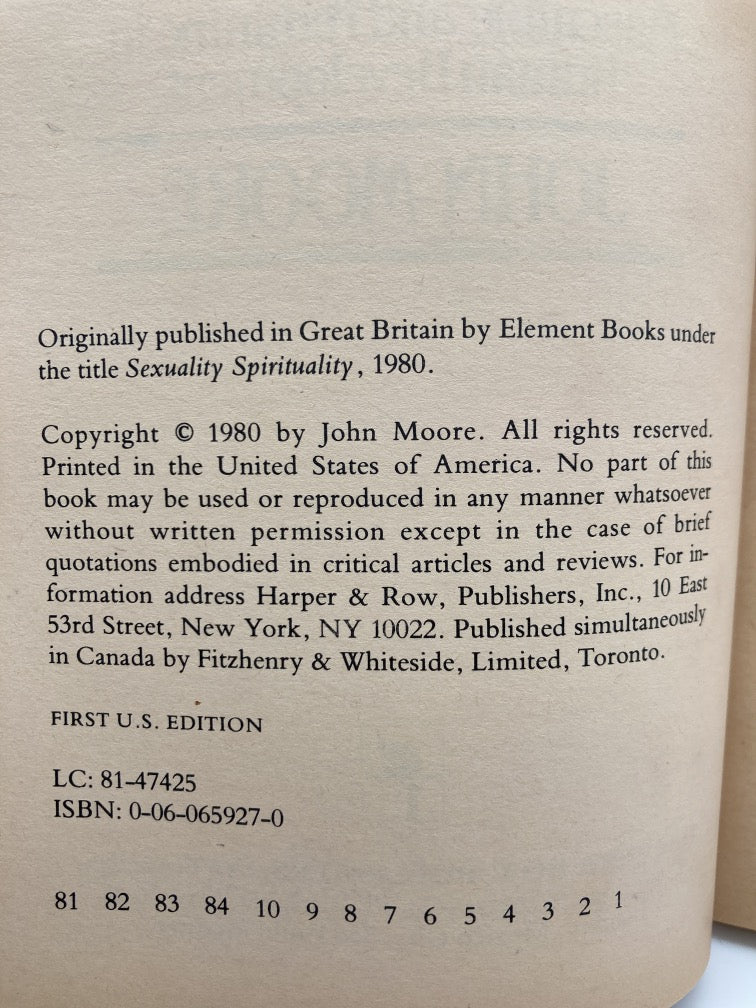 Originally published in Great Britain by Element Books under
the title Sexuality Spirituality, 1980.
Copyright © 1980 by John Moore. All rights reserved.
Printed in the United States of America. No part of this
book may be used or reproduced in any manner whatsoever
without written permission except in the case of brief
quotations embodied in critical articles and reviews. For in-
formation address Harper & Row, Publishers, Inc., 10 East
53rd Street, New York, NY 10022. Published simultaneously
in Canada by Fitzhenry & Whiteside, Limited, Toronto.
FIRST U.S. EDITION
LC: 81-47425
ISBN: 0-06-065927-0
81 82 83 84 10 9 8 7 6 5 4 3 2 1